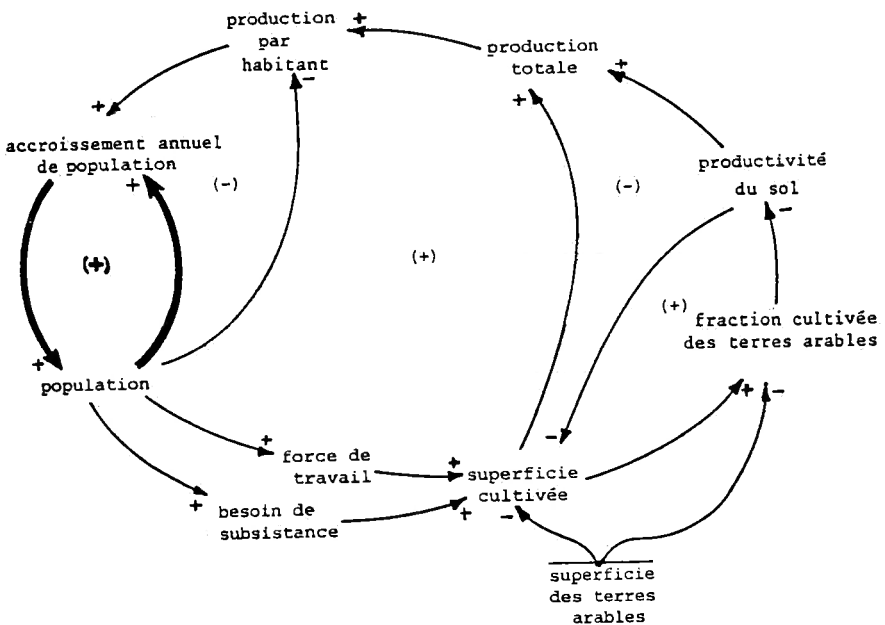 production
par
habitant
+
-
production
totale
+
+
+
accroissement annuel
de population
+
(-)
(-)
productivité
du sol
-
(+)
(+)
(+)
fraction cultivée
des terres arables
+
population
+
-
+
force de
travail
+
-
superficie
cultivée
+
besoin de
subsistance
+
-
superficie
des terres
arables